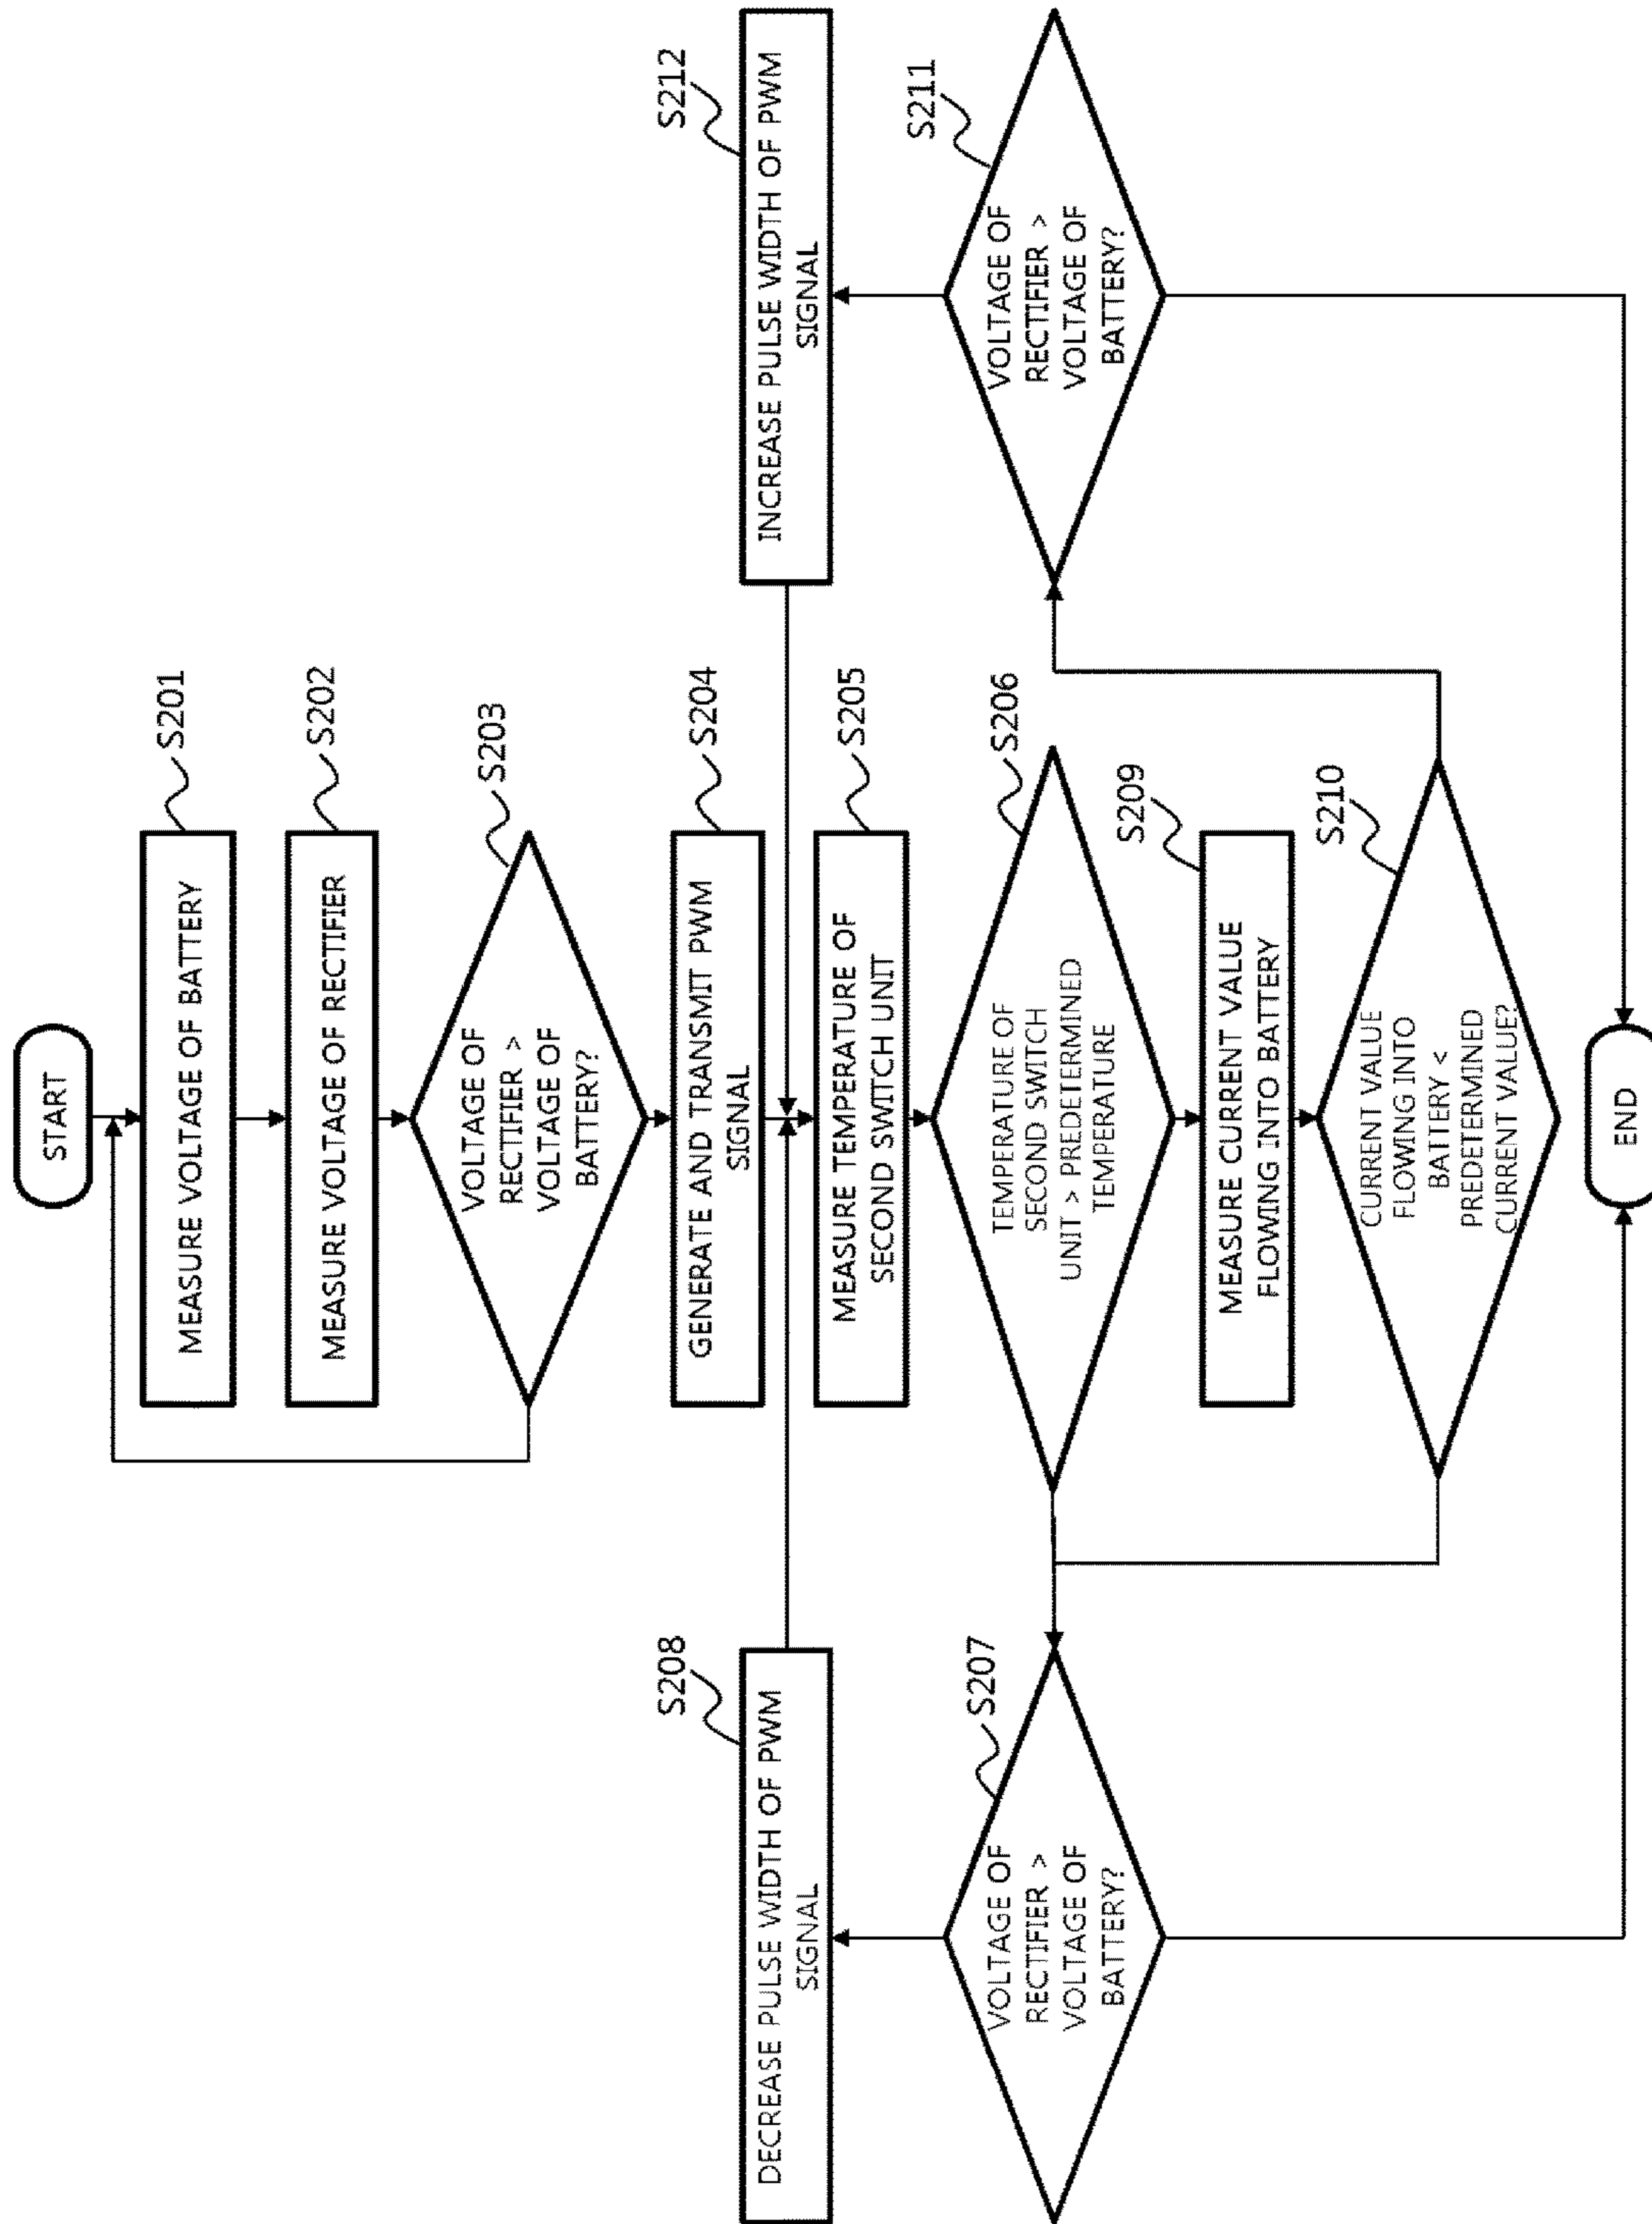 START
MEASURE VOLTAGE OF BATTERY
S201
MEASURE VOLTAGE OF RECTIFIER
S202
VOLTAGE OF
RECTIFIER >
VOLTAGE OF
BATTERY?
S203
GENERATE AND TRANSMIT PWM
SIGNAL
S204
MEASURE TEMPERATURE OF
SECOND SWITCH UNIT
S205
TEMPERATURE OF
SECOND SWITCH
UNIT > PREDETERMINED
TEMPERATURE
S206
VOLTAGE OF
RECTIFIER >
VOLTAGE OF
BATTERY?
S207
DECREASE PULSE WIDTH OF PWM
SIGNAL
S208
MEASURE CURRENT VALUE
FLOWING INTO BATTERY
S209
CURRENT VALUE
FLOWING INTO
BATTERY <
PREDETERMINED
CURRENT VALUE?
S210
VOLTAGE OF
RECTIFIER >
VOLTAGE OF
BATTERY?
S211
INCREASE PULSE WIDTH OF PWM
SIGNAL
S212
END